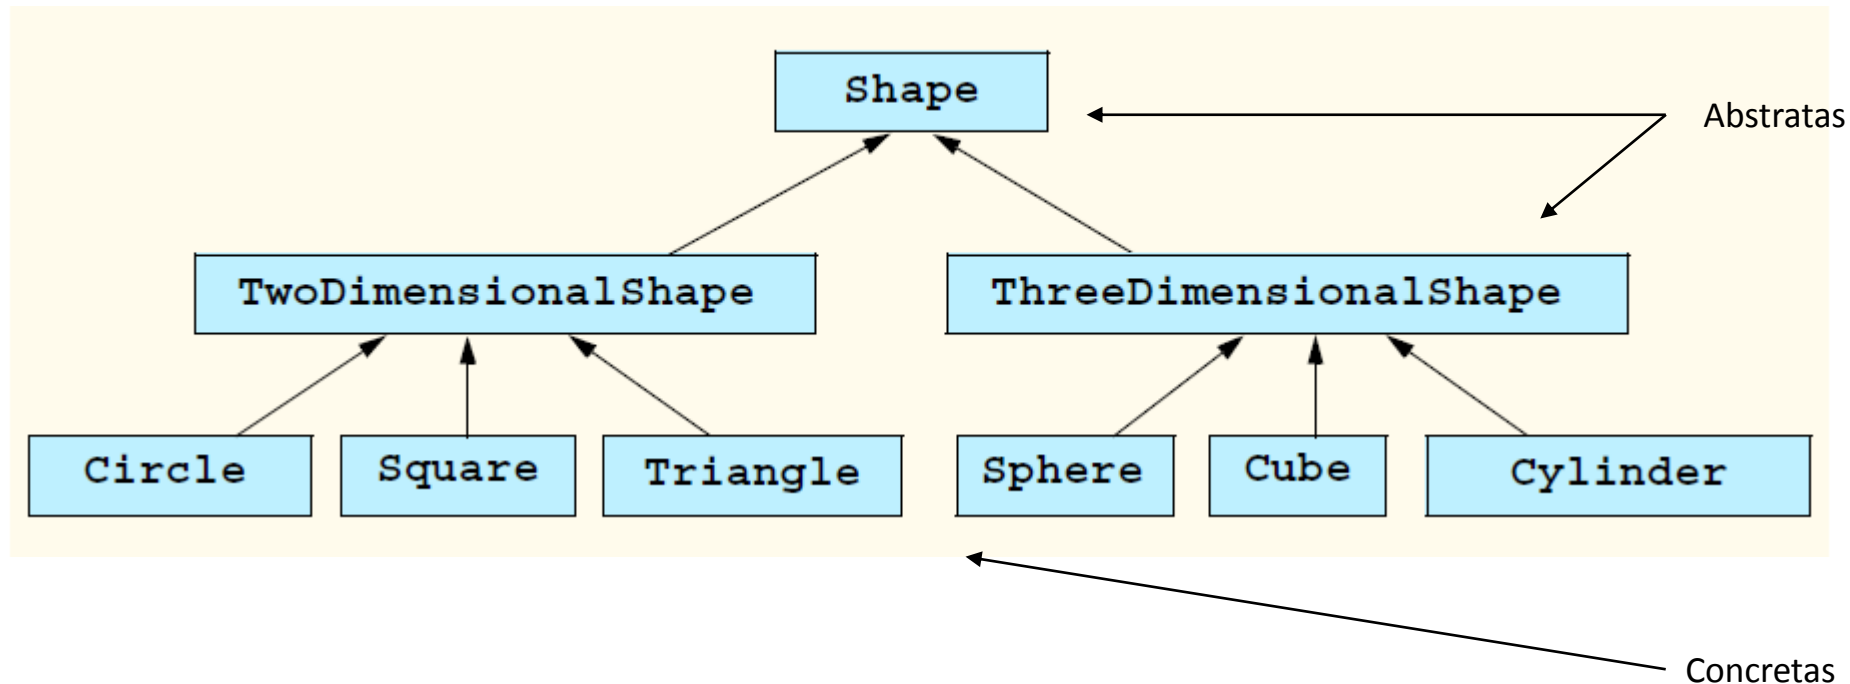 Shape
Abstratas
TwoDimensionalShape
ThreeDimensionalShape
Circle
Square
Triangle
Sphere
Cube
Cylinder
Concretas